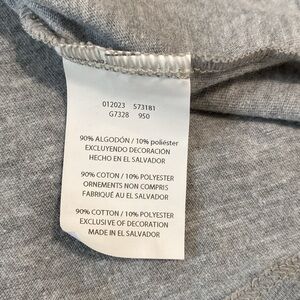 012023 573181
G7328 950
90% ALGODÓN / 10% poliéster
EXCLUYENDO DECORACIÓN
HECHO EN EL SALVADOR
90% COTON / 10% POLYESTER
ORNEMENTS NON COMPRIS
FABRIQUÉ AU EL SALVADOR
90% COTTON / 10% POLYESTER
EXCLUSIVE OF DECORATION
MADE IN EL SALVADOR